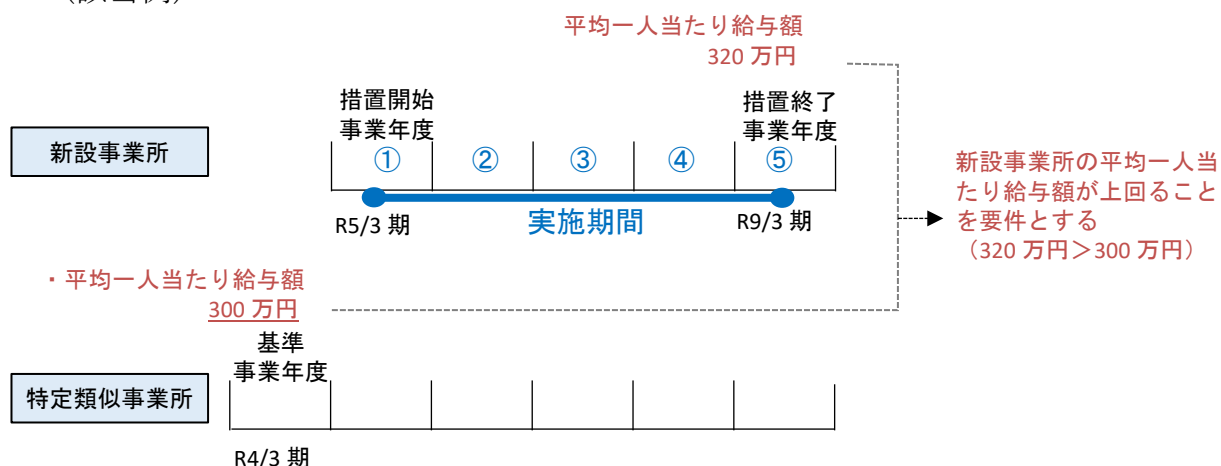 （該当例）
平均一人当たり給与額
320 万円
措置開始
事業年度
措置終了
事業年度
新設事業所
① ② ③ ④ ⑤
R5/3 期
実施期間
R9/3 期
新設事業所の平均一人当
たり給与額が上回ること
を要件とする
（320 万円＞300 万円）
・平均一人当たり給与額
300 万円
基準
事業年度
特定類似事業所
R4/3 期